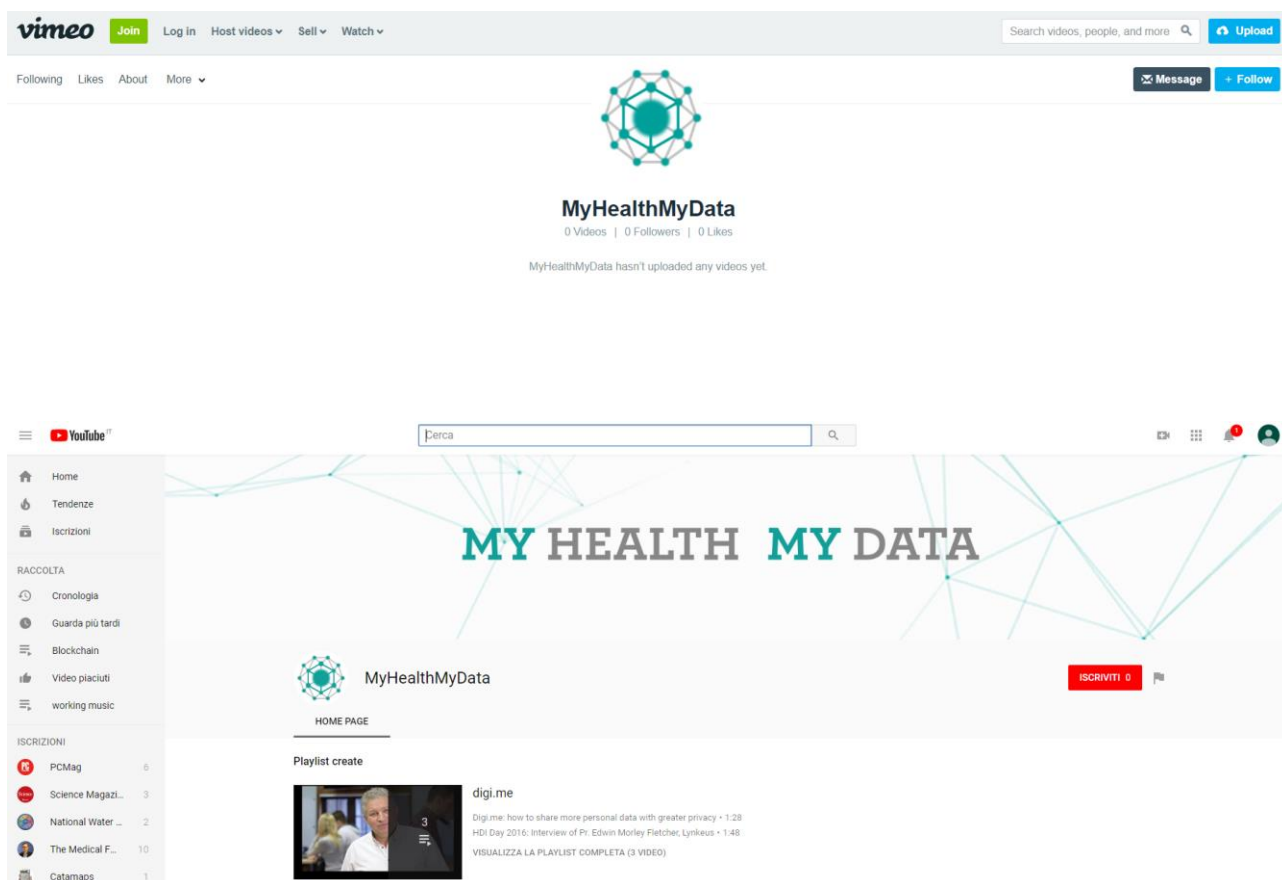 vimeo Join Log in Host videos Sell Watch Search videos, people, and more Upload
Following Likes About More Message + Follow
MyHealthMyData
0 Videos | 0 Followers | 0 Likes
MyHealthMyData hasn't uploaded any videos yet.
YouTube IT Cerca 1
Home
Tendenze
Iscrizioni
MY HEALTH MY DATA
RACCOLTA
Cronologia
Guarda più tardi
Blockchain
Video piaciuti
working music
MyHealthMyData
ISCRIVITI 0
HOME PAGE
ISCRIZIONI
PCMag 6
Science Magazi... 3
National Water ... 2
The Medical F... 10
Catamaps 1
Playlist create
3
digi.me
Digi.me: how to share more personal data with greater privacy • 1:28
HDI Day 2016: Interview of Pr. Edwin Morley Fletcher, Lynkeus • 1:48
VISUALIZZA LA PLAYLIST COMPLETA (3 VIDEO)